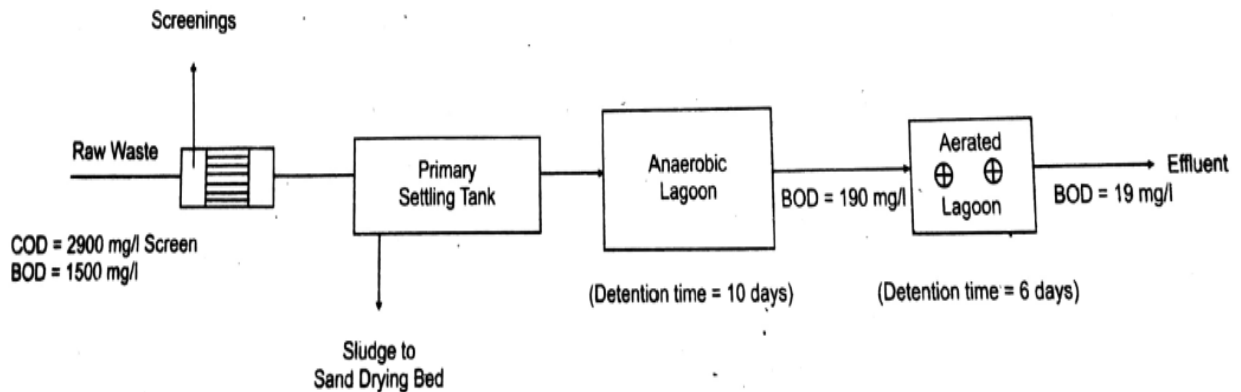 Screenings
Raw Waste
COD = 2900 mg/l Screen
BOD = 1500 mg/l
Primary
Settling Tank
Sludge to
Sand Drying Bed
Anaerobic
Lagoon
(Detention time = 10 days)
BOD = 190 mg/l
Aerated
Lagoon
(Detention time = 6 days)
Effluent
BOD = 19 mg/l